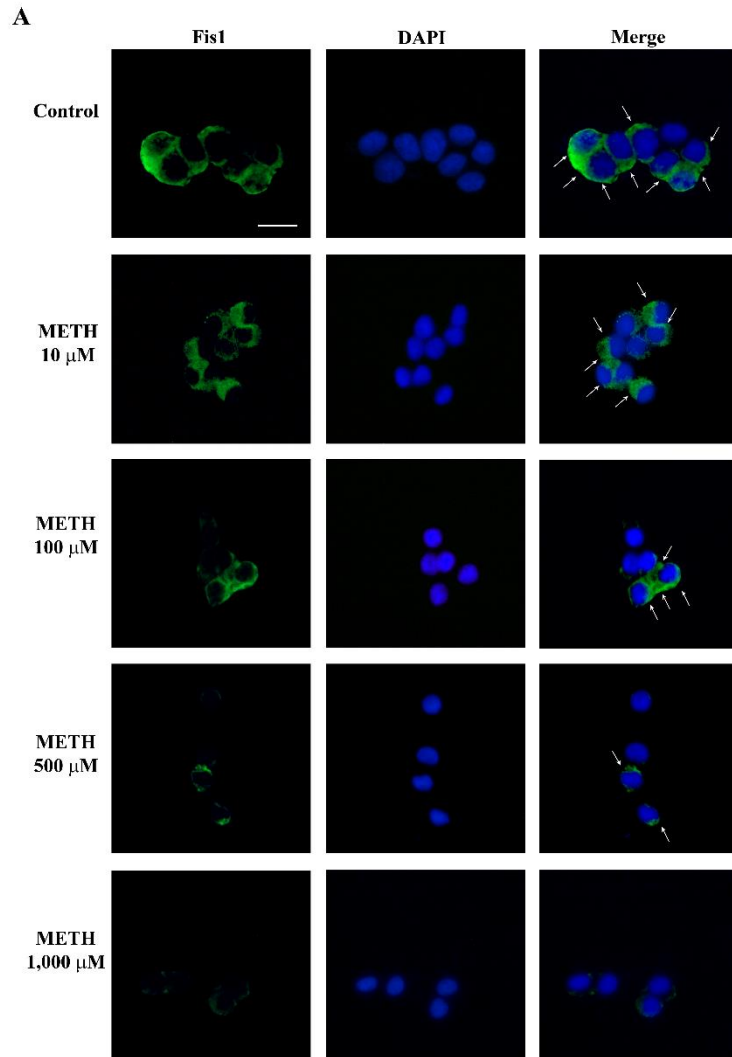 A
Fis1 DAPI Merge
Control
METH
10 μM
METH
100 μM
METH
500 μM
METH
1,000 μM